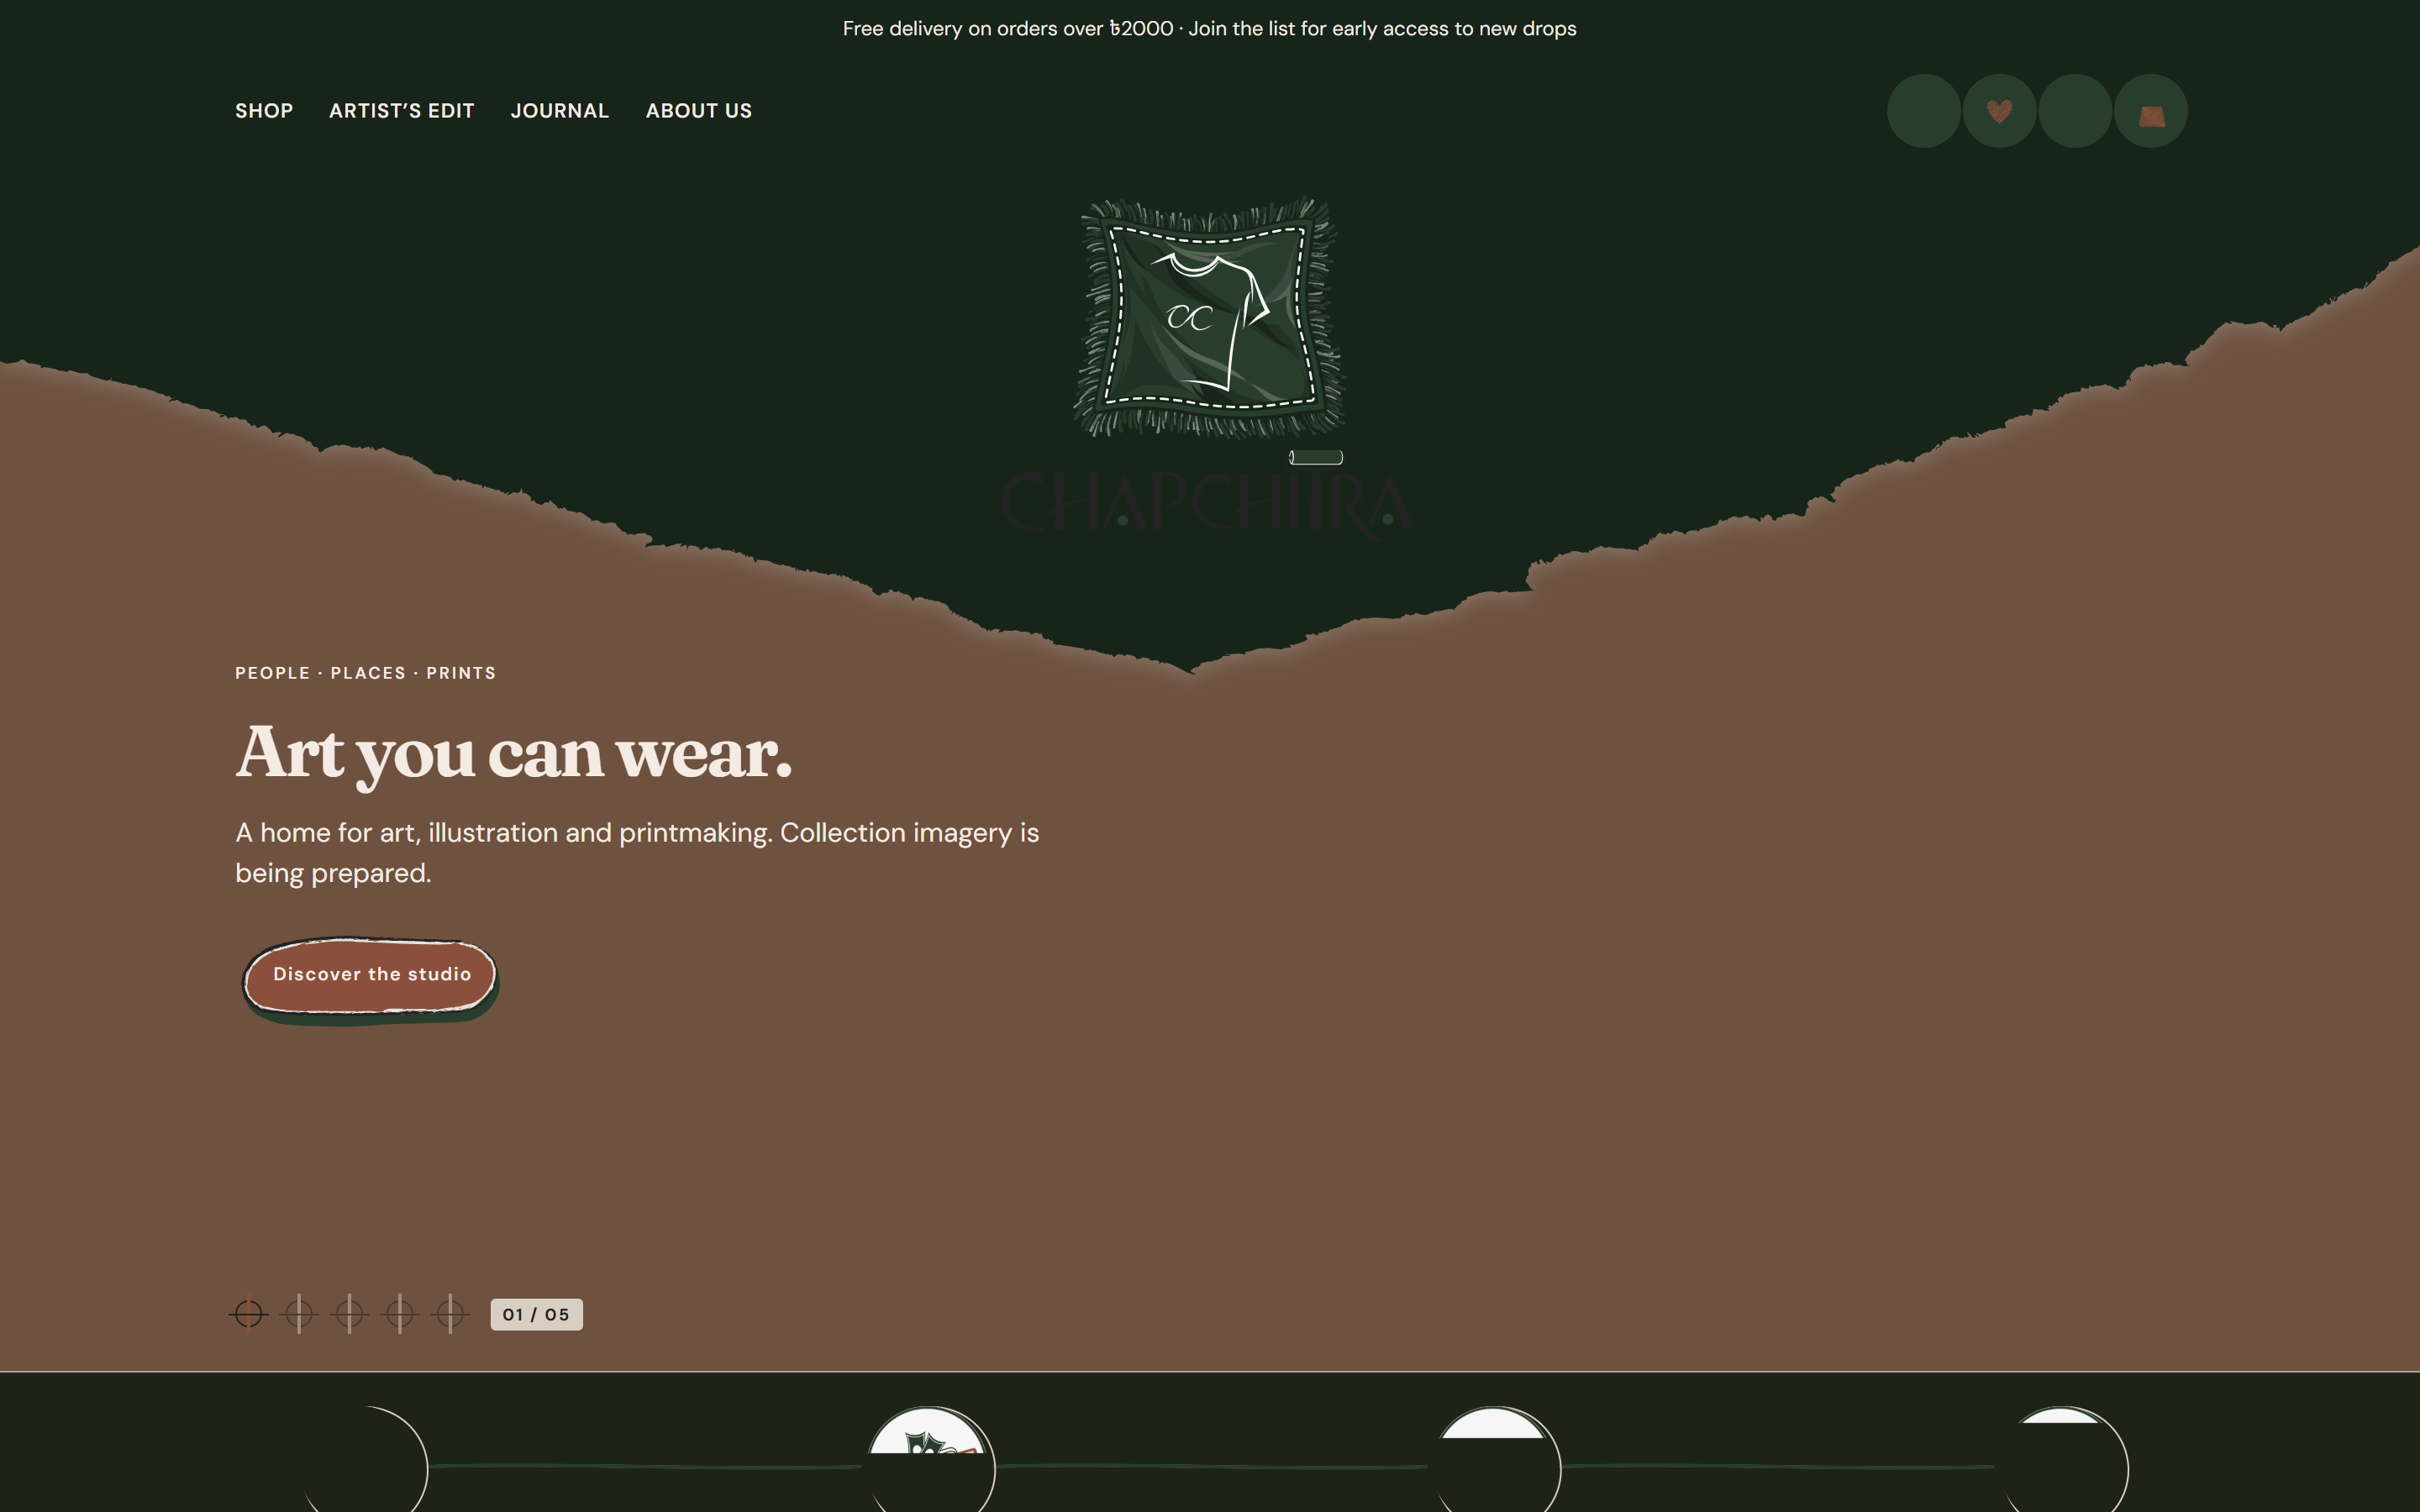 Free delivery on orders over ৳2000 · Join the list for early access to new drops
SHOP ARTIST’S EDIT JOURNAL ABOUT US
CC
CHAPCHITRA
PEOPLE · PLACES · PRINTS
Art you can wear.
A home for art, illustration and printmaking. Collection imagery is
being prepared.
Discover the studio
01 / 05